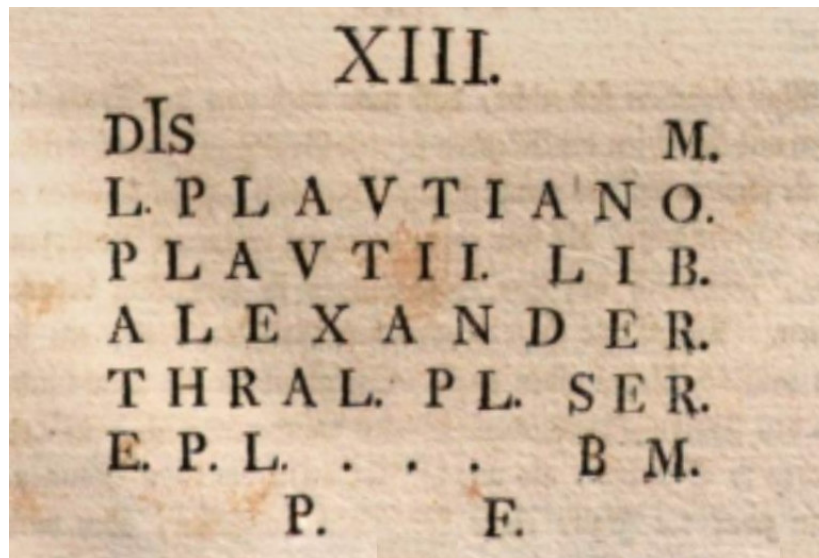 XIII.
DIS M.
L. PLAVTIANO.
PLAVTII. LIB.
ALEXANDER.
THRAL. PL. SER.
E. P. L. . . . B M.
P. F.